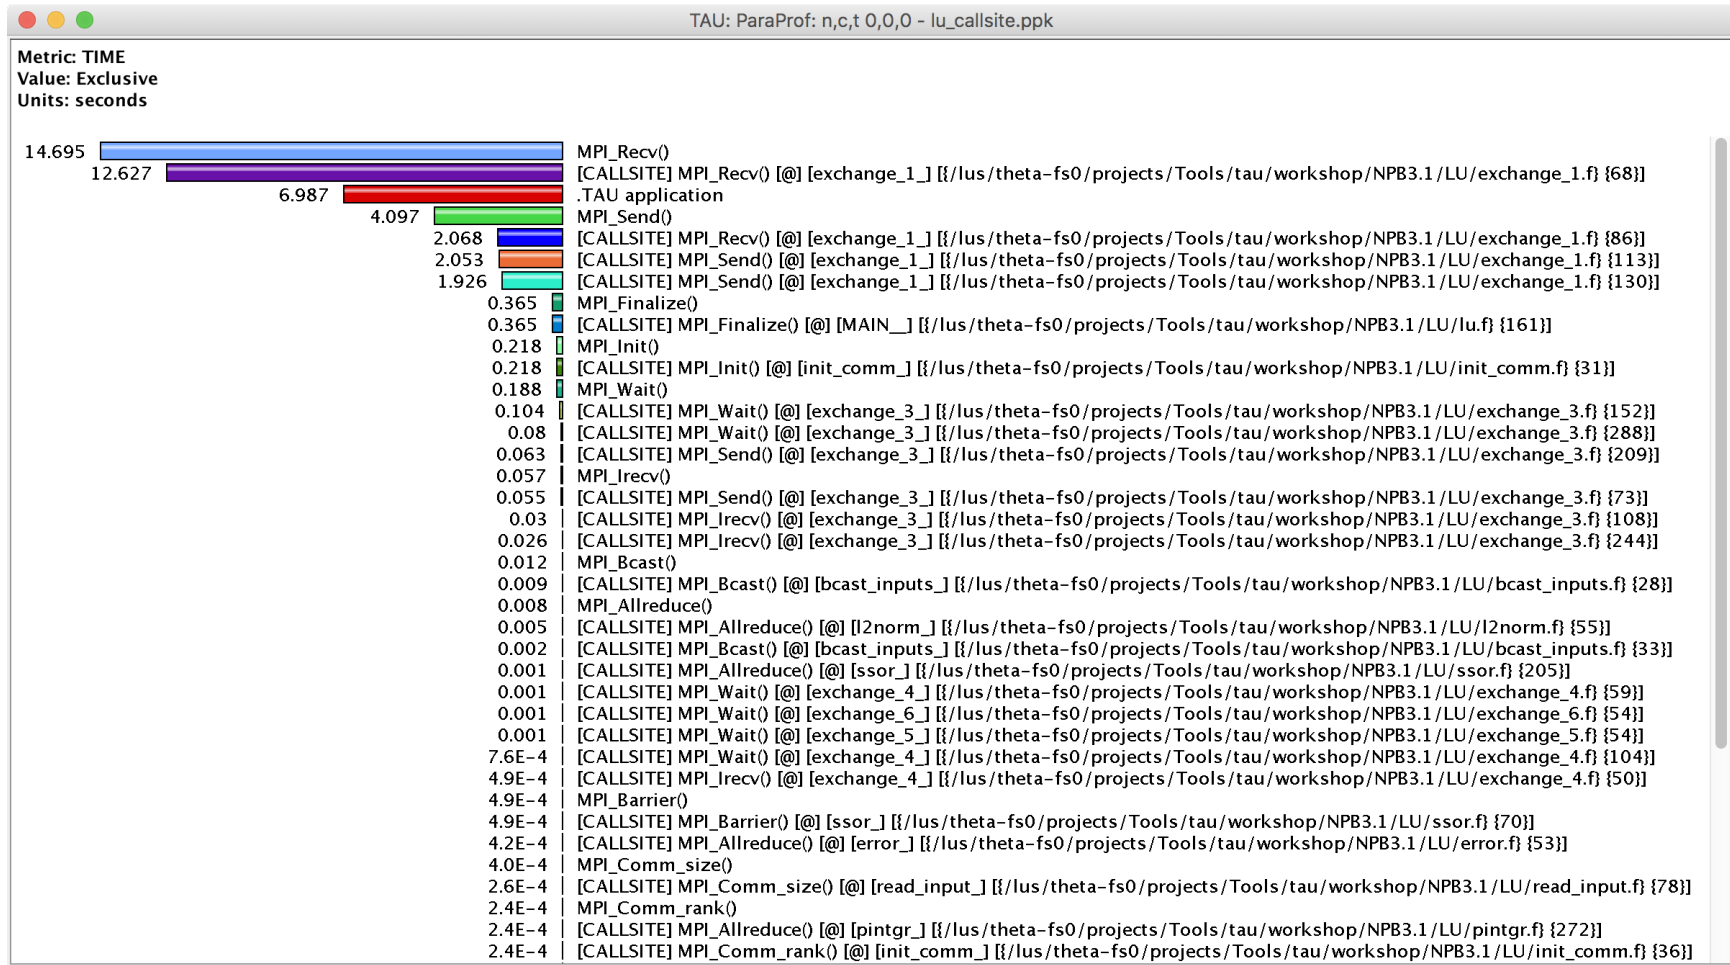 TAU: ParaProf: n,c,t 0,0,0 - lu_callsite.ppk
Metric: TIME
Value: Exclusive
Units: seconds
14.695 MPI_Recv()
12.627 [CALLSITE] MPI_Recv() [@] [exchange_1_] [{/lus/theta-fs0/projects/Tools/tau/workshop/NPB3.1/LU/exchange_1.f} {68}]
6.987 .TAU application
4.097 MPI_Send()
2.068 [CALLSITE] MPI_Recv() [@] [exchange_1_] [{/lus/theta-fs0/projects/Tools/tau/workshop/NPB3.1/LU/exchange_1.f} {86}]
2.053 [CALLSITE] MPI_Send() [@] [exchange_1_] [{/lus/theta-fs0/projects/Tools/tau/workshop/NPB3.1/LU/exchange_1.f} {113}]
1.926 [CALLSITE] MPI_Send() [@] [exchange_1_] [{/lus/theta-fs0/projects/Tools/tau/workshop/NPB3.1/LU/exchange_1.f} {130}]
0.365 MPI_Finalize()
0.365 [CALLSITE] MPI_Finalize() [@] [MAIN__] [{/lus/theta-fs0/projects/Tools/tau/workshop/NPB3.1/LU/lu.f} {161}]
0.218 MPI_Init()
0.218 [CALLSITE] MPI_Init() [@] [init_comm_] [{/lus/theta-fs0/projects/Tools/tau/workshop/NPB3.1/LU/init_comm.f} {31}]
0.188 MPI_Wait()
0.104 [CALLSITE] MPI_Wait() [@] [exchange_3_] [{/lus/theta-fs0/projects/Tools/tau/workshop/NPB3.1/LU/exchange_3.f} {152}]
0.08 [CALLSITE] MPI_Wait() [@] [exchange_3_] [{/lus/theta-fs0/projects/Tools/tau/workshop/NPB3.1/LU/exchange_3.f} {288}]
0.063 [CALLSITE] MPI_Send() [@] [exchange_3_] [{/lus/theta-fs0/projects/Tools/tau/workshop/NPB3.1/LU/exchange_3.f} {209}]
0.057 MPI_Irecv()
0.055 [CALLSITE] MPI_Send() [@] [exchange_3_] [{/lus/theta-fs0/projects/Tools/tau/workshop/NPB3.1/LU/exchange_3.f} {73}]
0.03 [CALLSITE] MPI_Irecv() [@] [exchange_3_] [{/lus/theta-fs0/projects/Tools/tau/workshop/NPB3.1/LU/exchange_3.f} {108}]
0.026 [CALLSITE] MPI_Irecv() [@] [exchange_3_] [{/lus/theta-fs0/projects/Tools/tau/workshop/NPB3.1/LU/exchange_3.f} {244}]
0.012 MPI_Bcast()
0.009 [CALLSITE] MPI_Bcast() [@] [bcast_inputs_] [{/lus/theta-fs0/projects/Tools/tau/workshop/NPB3.1/LU/bcast_inputs.f} {28}]
0.008 MPI_Allreduce()
0.005 [CALLSITE] MPI_Allreduce() [@] [l2norm_] [{/lus/theta-fs0/projects/Tools/tau/workshop/NPB3.1/LU/l2norm.f} {55}]
0.002 [CALLSITE] MPI_Bcast() [@] [bcast_inputs_] [{/lus/theta-fs0/projects/Tools/tau/workshop/NPB3.1/LU/bcast_inputs.f} {33}]
0.001 [CALLSITE] MPI_Allreduce() [@] [ssor_] [{/lus/theta-fs0/projects/Tools/tau/workshop/NPB3.1/LU/ssor.f} {205}]
0.001 [CALLSITE] MPI_Wait() [@] [exchange_4_] [{/lus/theta-fs0/projects/Tools/tau/workshop/NPB3.1/LU/exchange_4.f} {59}]
0.001 [CALLSITE] MPI_Wait() [@] [exchange_6_] [{/lus/theta-fs0/projects/Tools/tau/workshop/NPB3.1/LU/exchange_6.f} {54}]
0.001 [CALLSITE] MPI_Wait() [@] [exchange_5_] [{/lus/theta-fs0/projects/Tools/tau/workshop/NPB3.1/LU/exchange_5.f} {54}]
7.6E-4 [CALLSITE] MPI_Wait() [@] [exchange_4_] [{/lus/theta-fs0/projects/Tools/tau/workshop/NPB3.1/LU/exchange_4.f} {104}]
4.9E-4 [CALLSITE] MPI_Irecv() [@] [exchange_4_] [{/lus/theta-fs0/projects/Tools/tau/workshop/NPB3.1/LU/exchange_4.f} {50}]
4.9E-4 MPI_Barrier()
4.9E-4 [CALLSITE] MPI_Barrier() [@] [ssor_] [{/lus/theta-fs0/projects/Tools/tau/workshop/NPB3.1/LU/ssor.f} {70}]
4.2E-4 [CALLSITE] MPI_Allreduce() [@] [error_] [{/lus/theta-fs0/projects/Tools/tau/workshop/NPB3.1/LU/error.f} {53}]
4.0E-4 MPI_Comm_size()
2.6E-4 [CALLSITE] MPI_Comm_size() [@] [read_input_] [{/lus/theta-fs0/projects/Tools/tau/workshop/NPB3.1/LU/read_input.f} {78}]
2.4E-4 MPI_Comm_rank()
2.4E-4 [CALLSITE] MPI_Allreduce() [@] [pintgr_] [{/lus/theta-fs0/projects/Tools/tau/workshop/NPB3.1/LU/pintgr.f} {272}]
2.4E-4 [CALLSITE] MPI_Comm_rank() [@] [init_comm_] [{/lus/theta-fs0/projects/Tools/tau/workshop/NPB3.1/LU/init_comm.f} {36}]